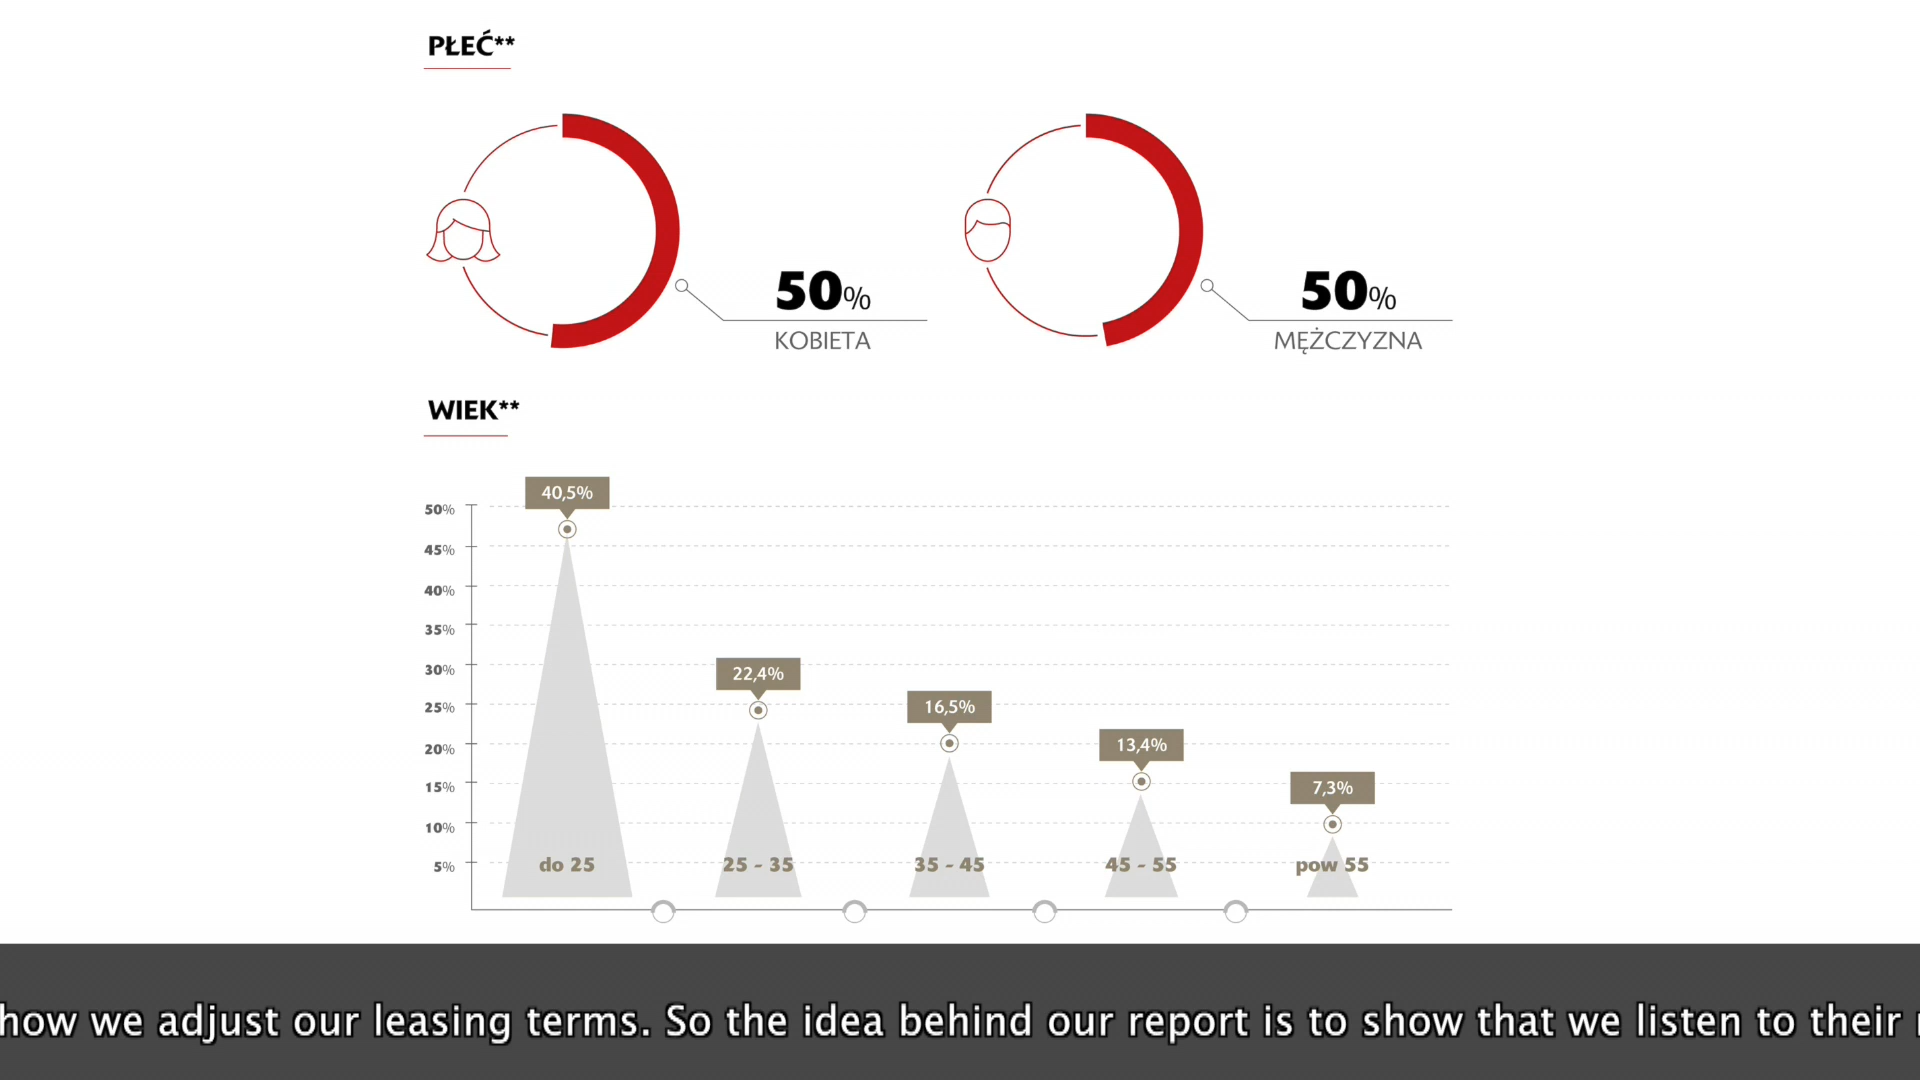 PŁEĆ**
50%
KOBIETA
50%
MĘŻCZYZNA
WIEK**
50%
45%
40%
35%
30%
25%
20%
15%
10%
5%
40,5%
22,4%
16,5%
13,4%
7,3%
do 25
25 - 35
35 - 45
45 - 55
pow 55
how we adjust our leasing terms. So the idea behind our report is to show that we listen to their